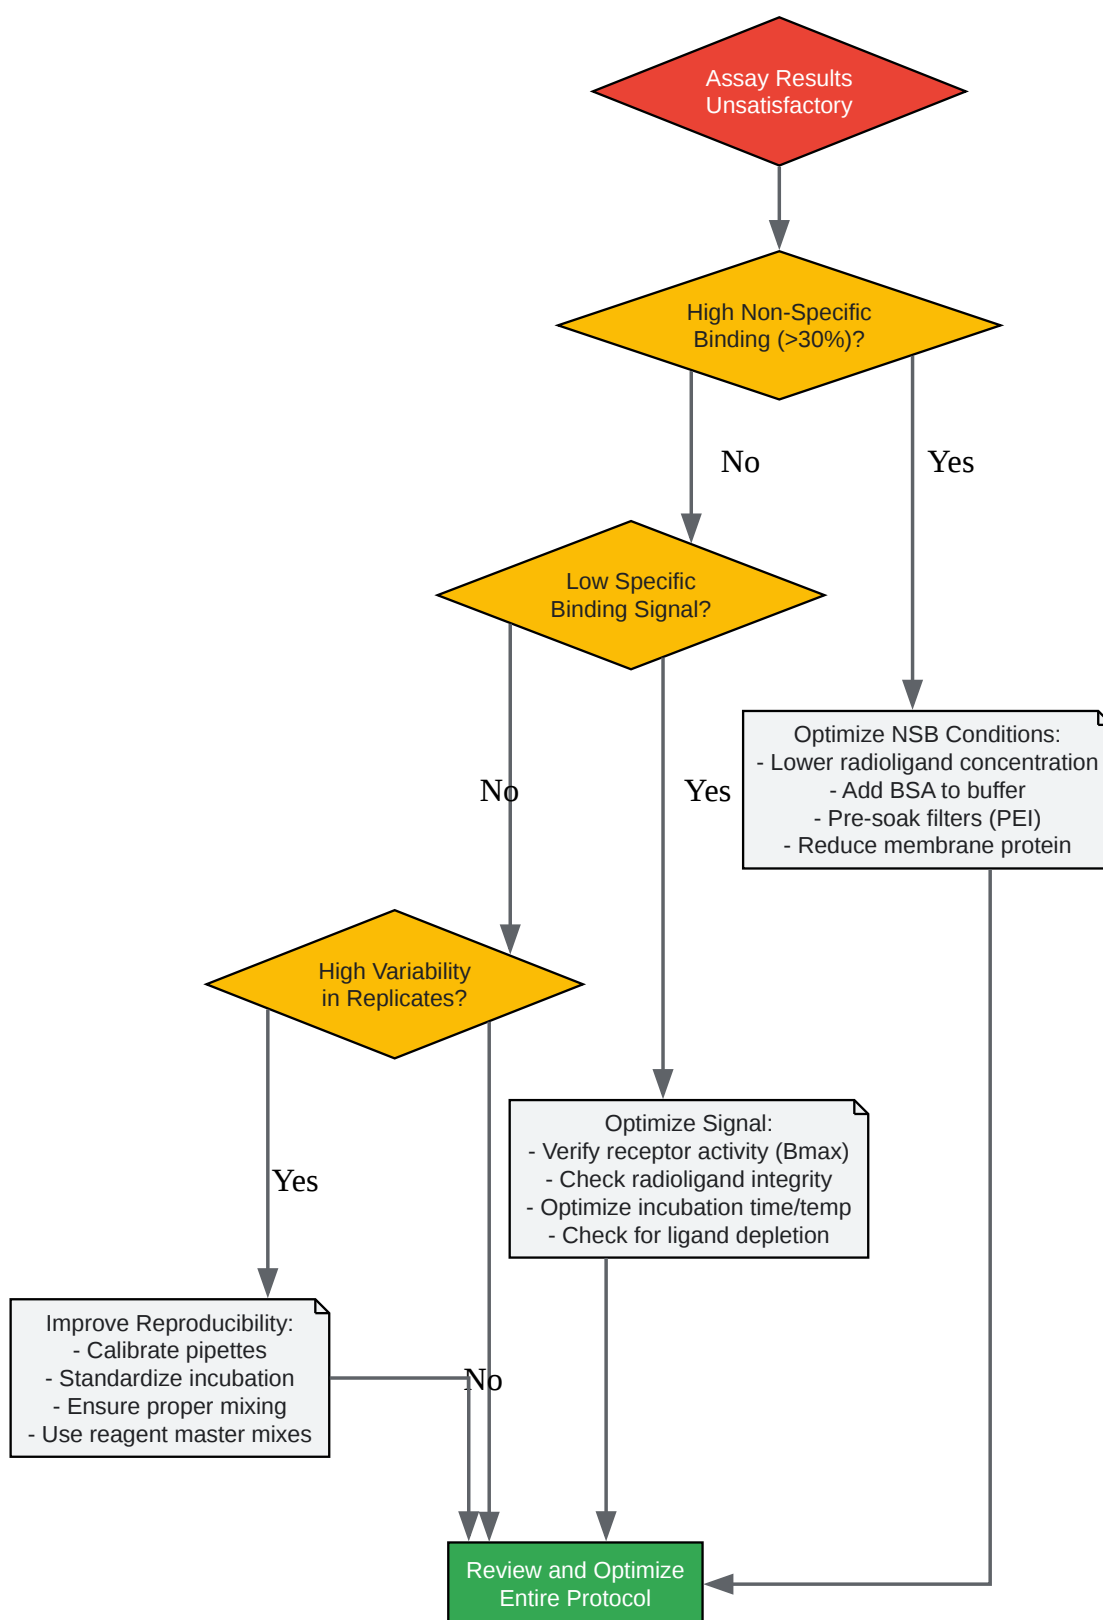 Assay Results
Unsatisfactory
High Non-Specific
Binding (>30%)?
No
Yes
Low Specific
Binding Signal?
Optimize NSB Conditions:
- Lower radioligand concentration
- Add BSA to buffer
- Pre-soak filters (PEI)
- Reduce membrane protein
No
Yes
High Variability
in Replicates?
Optimize Signal:
- Verify receptor activity (Bmax)
- Check radioligand integrity
- Optimize incubation time/temp
- Check for ligand depletion
Yes
Improve Reproducibility:
- Calibrate pipettes
- Standardize incubation
- Ensure proper mixing
- Use reagent master mixes
No
Review and Optimize
Entire Protocol